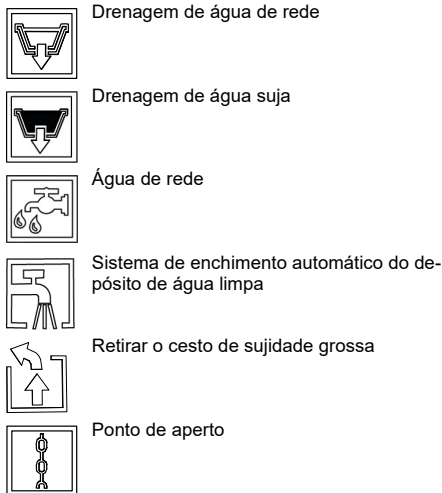 Drenagem de água de rede
Drenagem de água suja
Água de rede
Sistema de enchimento automático do de-
pósito de água limpa
Retirar o cesto de sujidade grossa
Ponto de aperto